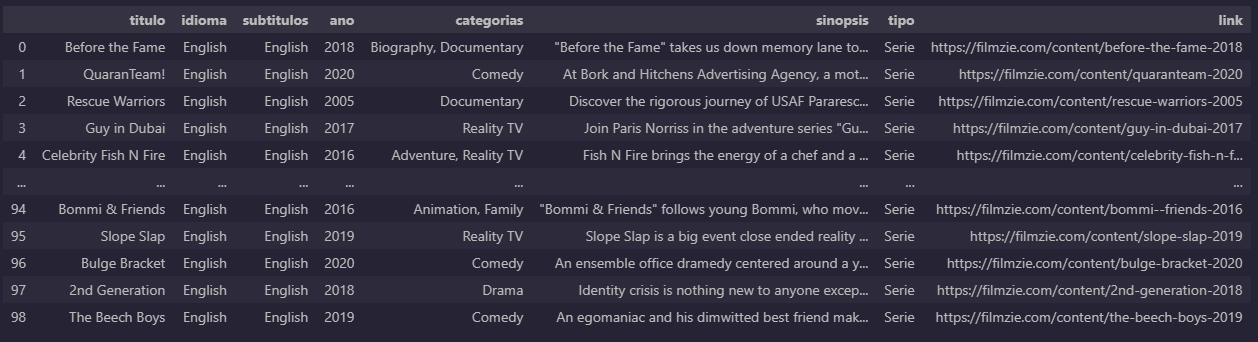 titulo idioma subtitulos ano categorias sinopsis tipo link
0 Before the Fame English English 2018 Biography, Documentary "Before the Fame" takes us down memory lane to... Serie https://filmzie.com/content/before-the-fame-2018
1 QuaranTeam! English English 2020 Comedy At Bork and Hitchens Advertising Agency, a mot... Serie https://filmzie.com/content/quaranteam-2020
2 Rescue Warriors English English 2005 Documentary Discover the rigorous journey of USAF Pararesc... Serie https://filmzie.com/content/rescue-warriors-2005
3 Guy in Dubai English English 2017 Reality TV Join Paris Norriss in the adventure series "Gu... Serie https://filmzie.com/content/guy-in-dubai-2017
4 Celebrity Fish N Fire English English 2016 Adventure, Reality TV Fish N Fire brings the energy of a chef and a ... Serie https://filmzie.com/content/celebrity-fish-n-f...
... ... ... ... ... ... ... ... ...
94 Bommi & Friends English English 2016 Animation, Family "Bommi & Friends" follows young Bommi, who mov... Serie https://filmzie.com/content/bommi--friends-2016
95 Slope Slap English English 2019 Reality TV Slope Slap is a big event close ended reality ... Serie https://filmzie.com/content/slope-slap-2019
96 Bulge Bracket English English 2020 Comedy An ensemble office dramedy centered around a y... Serie https://filmzie.com/content/bulge-bracket-2020
97 2nd Generation English English 2018 Drama Identity crisis is nothing new to anyone excep... Serie https://filmzie.com/content/2nd-generation-2018
98 The Beech Boys English English 2019 Comedy An egomaniac and his dimwitted best friend mak... Serie https://filmzie.com/content/the-beech-boys-2019